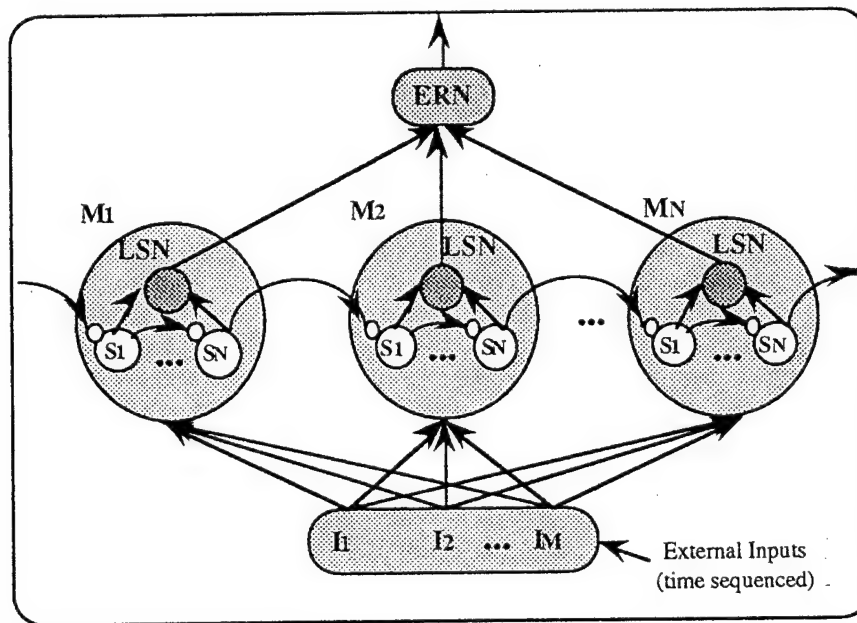 ERN
M1 M2 MN
LSN LSN LSN
S1 ... SN S1 ... SN ... S1 ... SN
I1 I2 ... IM
External Inputs
(time sequenced)